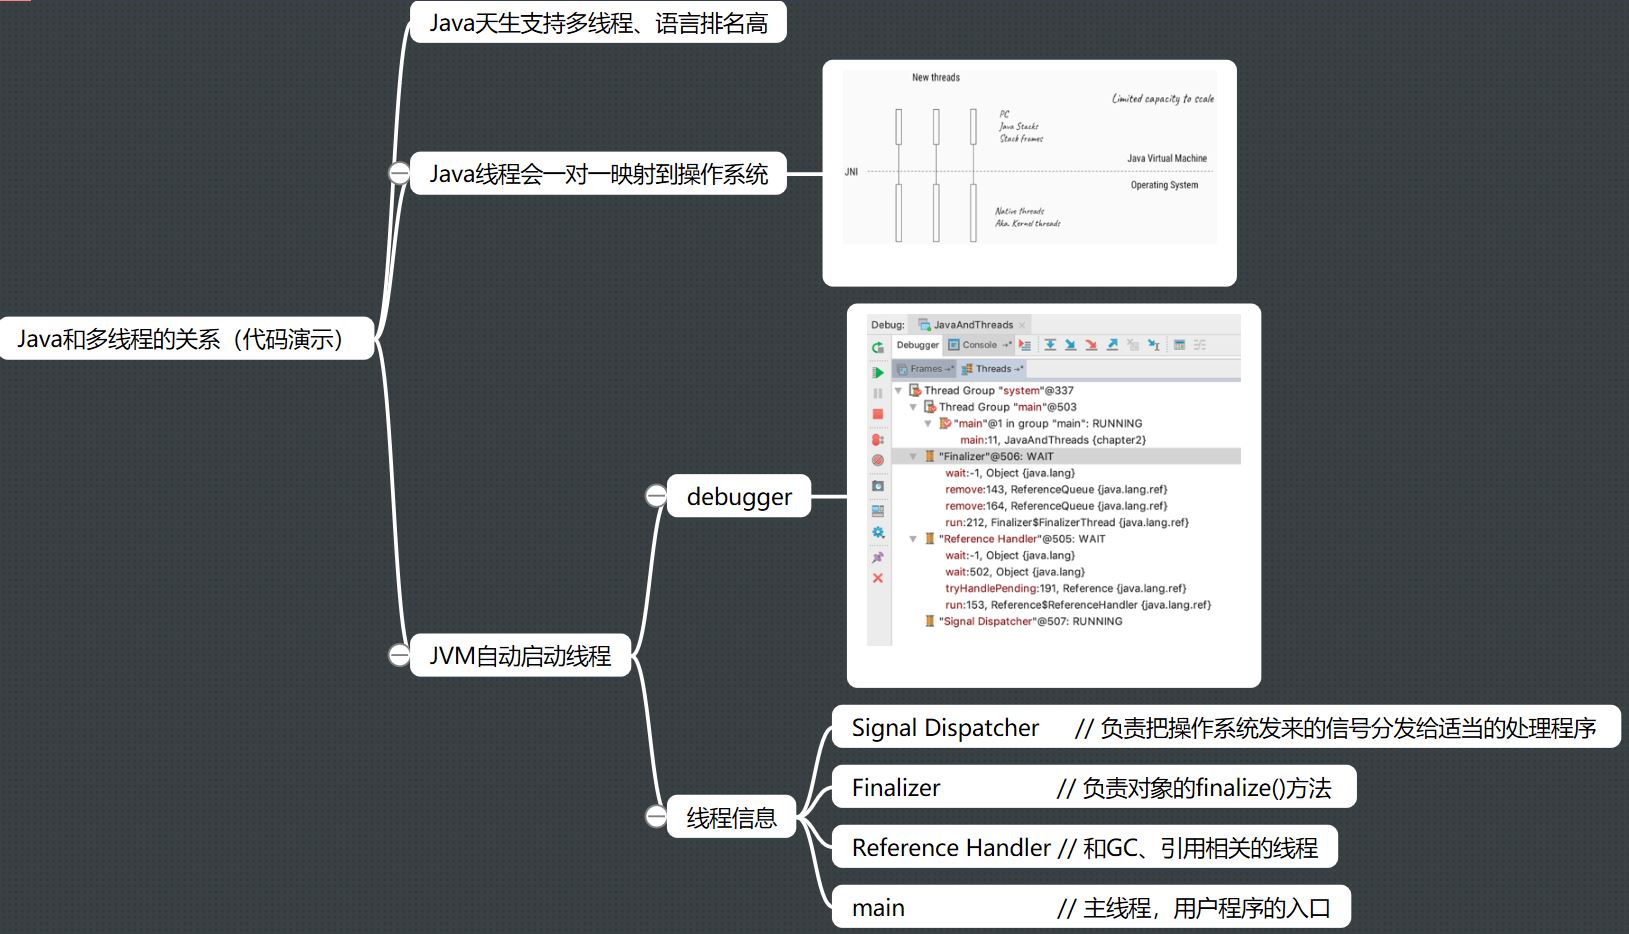 Java和多线程的关系（代码演示）
Java天生支持多线程、语言排名高
Java线程会一对一映射到操作系统
New threads
Limited capacity to scale
PC
Java Stacks
Stack frames
Java Virtual Machine
JNI
Operating System
Native threads
Aka. Kernel threads
JVM自动启动线程
debugger
Debug: JavaAndThreads
Debugger Console
Frames Threads
Thread Group "system"@337
Thread Group "main"@503
"main"@1 in group "main": RUNNING
main:11, JavaAndThreads {chapter2}
"Finalizer"@506: WAIT
wait:-1, Object {java.lang}
remove:143, ReferenceQueue {java.lang.ref}
remove:164, ReferenceQueue {java.lang.ref}
run:212, Finalizer$FinalizerThread {java.lang.ref}
"Reference Handler"@505: WAIT
wait:-1, Object {java.lang}
wait:502, Object {java.lang}
tryHandlePending:191, Reference {java.lang.ref}
run:153, Reference$ReferenceHandler {java.lang.ref}
"Signal Dispatcher"@507: RUNNING
线程信息
Signal Dispatcher // 负责把操作系统发来的信号分发给适当的处理程序
Finalizer // 负责对象的finalize()方法
Reference Handler // 和GC、引用相关的线程
main // 主线程，用户程序的入口